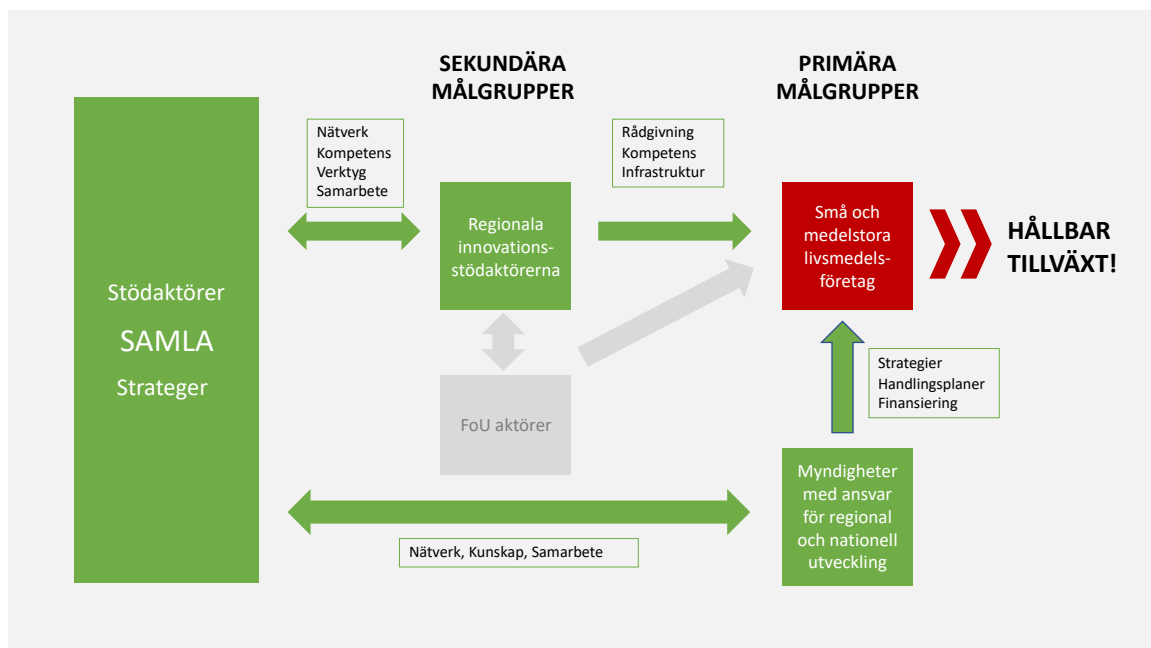 SEKUNDÄRA
MÅLGRUPPER
PRIMÄRA
MÅLGRUPPER
Nätverk
Kompetens
Verktyg
Samarbete
Rådgivning
Kompetens
Infrastruktur
Stödaktörer
SAMLA
Strateger
Regionala
innovations-
stödaktörerna
Små och
medelstora
livsmedels-
företag
HÅLLBAR
TILLVÄXT!
FoU aktörer
Strategier
Handlingsplaner
Finansiering
Myndigheter
med ansvar
för regional
och nationell
utveckling
Nätverk, Kunskap, Samarbete